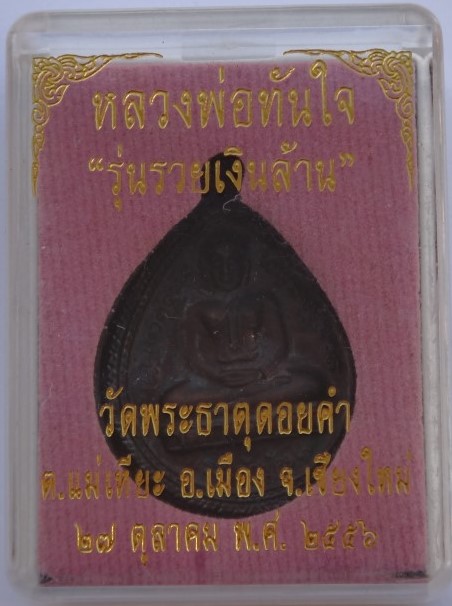 หลวงพ่อทันใจ
“รุ่นรวยเงินล้าน”
วัดพระธาตุดอยคำ
ต.แม่เหียะ อ.เมือง จ.เชียงใหม่
๒๗ ตุลาคม พ.ศ. ๒๕๕๖